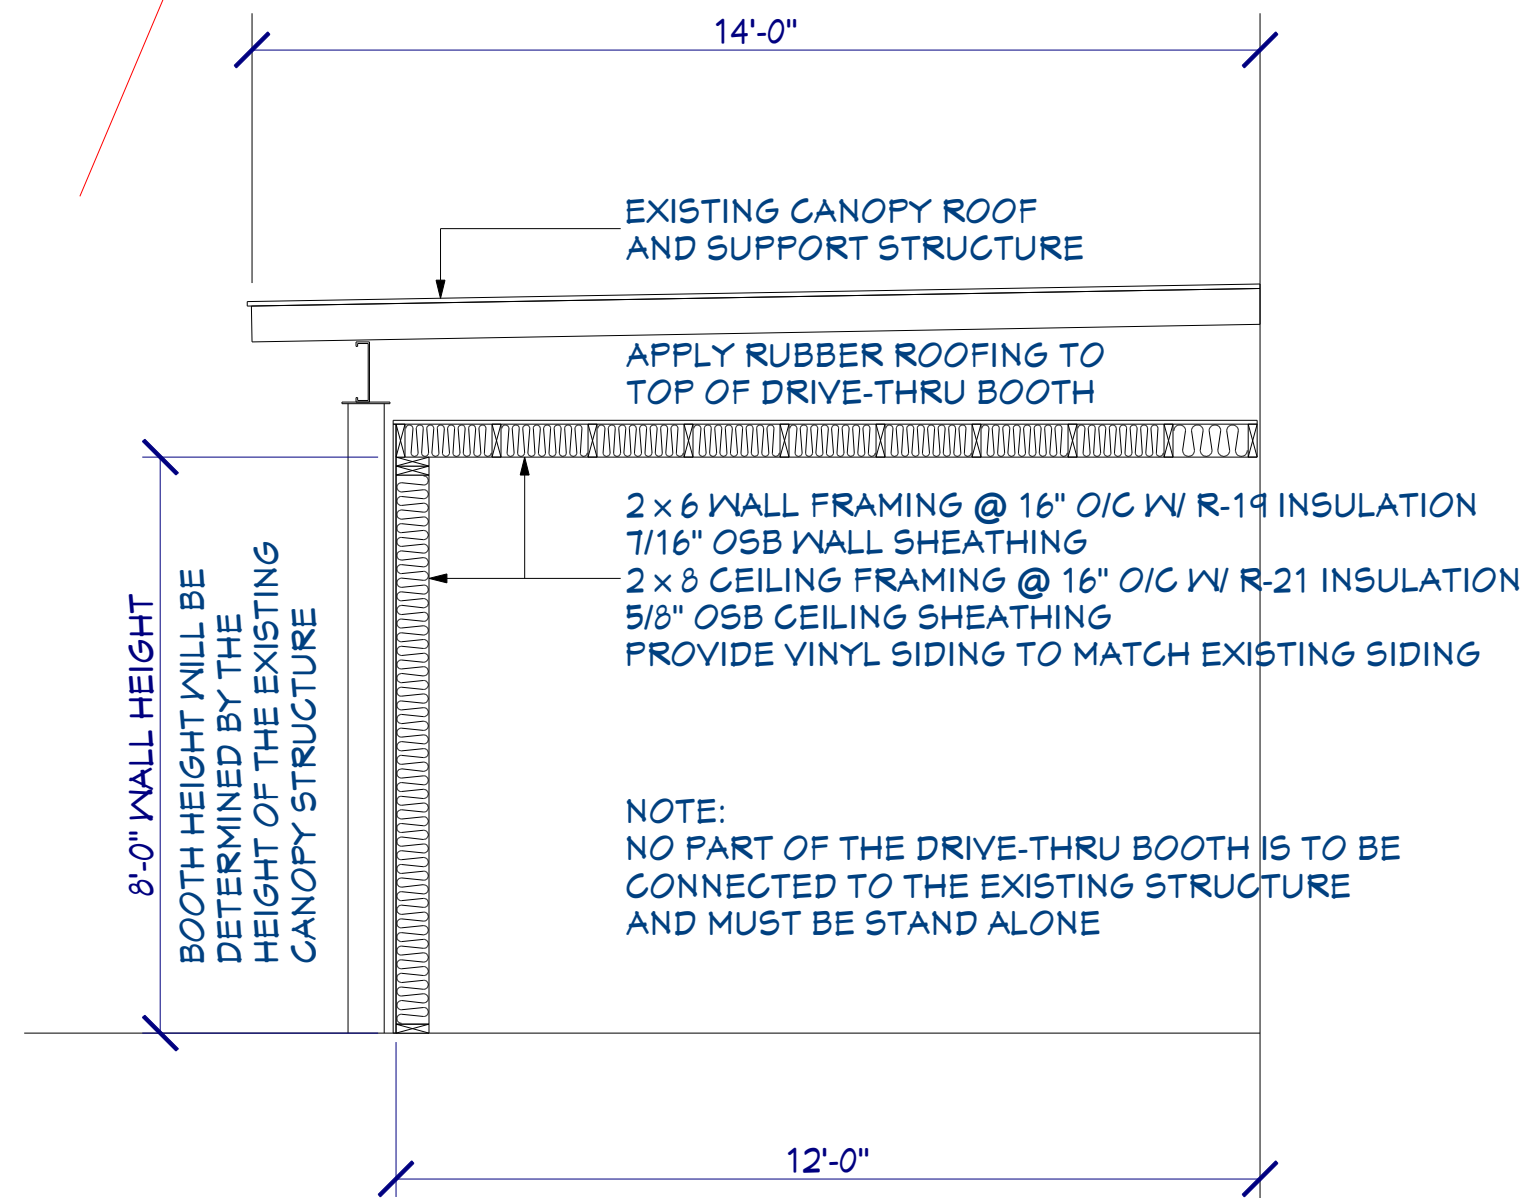 14'-0"
EXISTING CANOPY ROOF
AND SUPPORT STRUCTURE
APPLY RUBBER ROOFING TO
TOP OF DRIVE-THRU BOOTH
2 x 6 WALL FRAMING @ 16" O/C W/ R-19 INSULATION
7/16" OSB WALL SHEATHING
2 x 8 CEILING FRAMING @ 16" O/C W/ R-21 INSULATION
5/8" OSB CEILING SHEATHING
PROVIDE VINYL SIDING TO MATCH EXISTING SIDING
8'-0" WALL HEIGHT
BOOTH HEIGHT WILL BE
DETERMINED BY THE
HEIGHT OF THE EXISTING
CANOPY STRUCTURE
NOTE:
NO PART OF THE DRIVE-THRU BOOTH IS TO BE
CONNECTED TO THE EXISTING STRUCTURE
AND MUST BE STAND ALONE
12'-0"